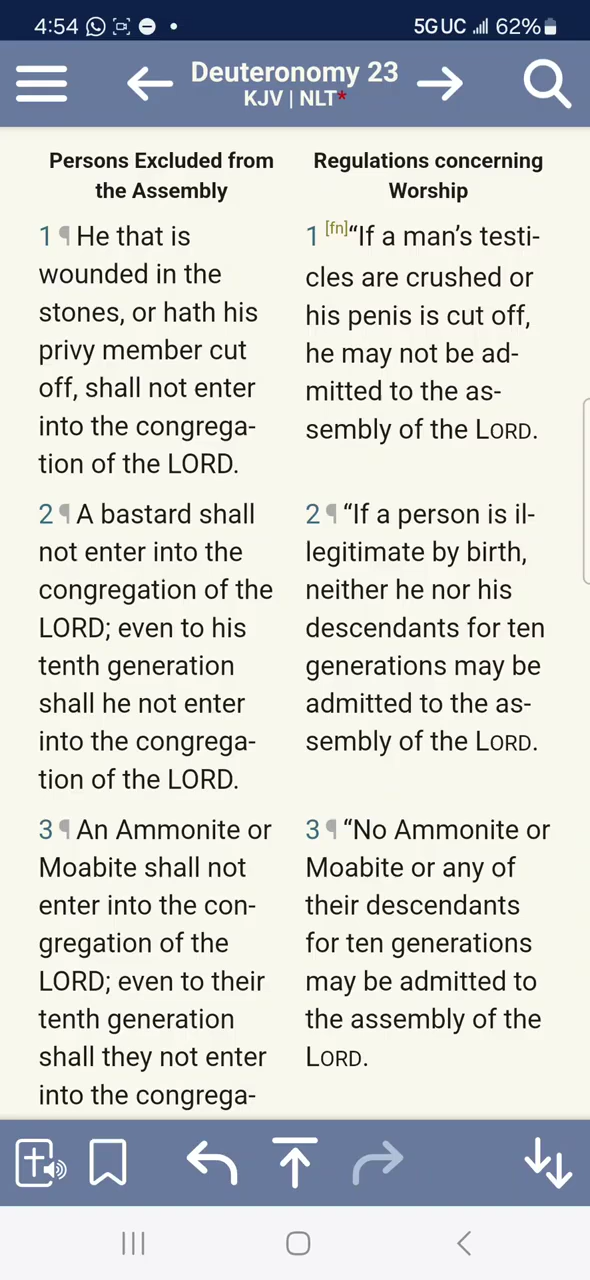 4:54
5GUC 62%
Deuteronomy 23
KJV | NLT*
Persons Excluded from
the Assembly
1 ¶ He that is
wounded in the
stones, or hath his
privy member cut
off, shall not enter
into the congrega-
tion of the LORD.
2 ¶ A bastard shall
not enter into the
congregation of the
LORD; even to his
tenth generation
shall he not enter
into the congrega-
tion of the LORD.
3 ¶ An Ammonite or
Moabite shall not
enter into the con-
gregation of the
LORD; even to their
tenth generation
shall they not enter
into the congrega-
Regulations concerning
Worship
1 [fn]“If a man’s testi-
cles are crushed or
his penis is cut off,
he may not be ad-
mitted to the as-
sembly of the LORD.
2 ¶ “If a person is il-
legitimate by birth,
neither he nor his
descendants for ten
generations may be
admitted to the as-
sembly of the LORD.
3 ¶ “No Ammonite or
Moabite or any of
their descendants
for ten generations
may be admitted to
the assembly of the
LORD.